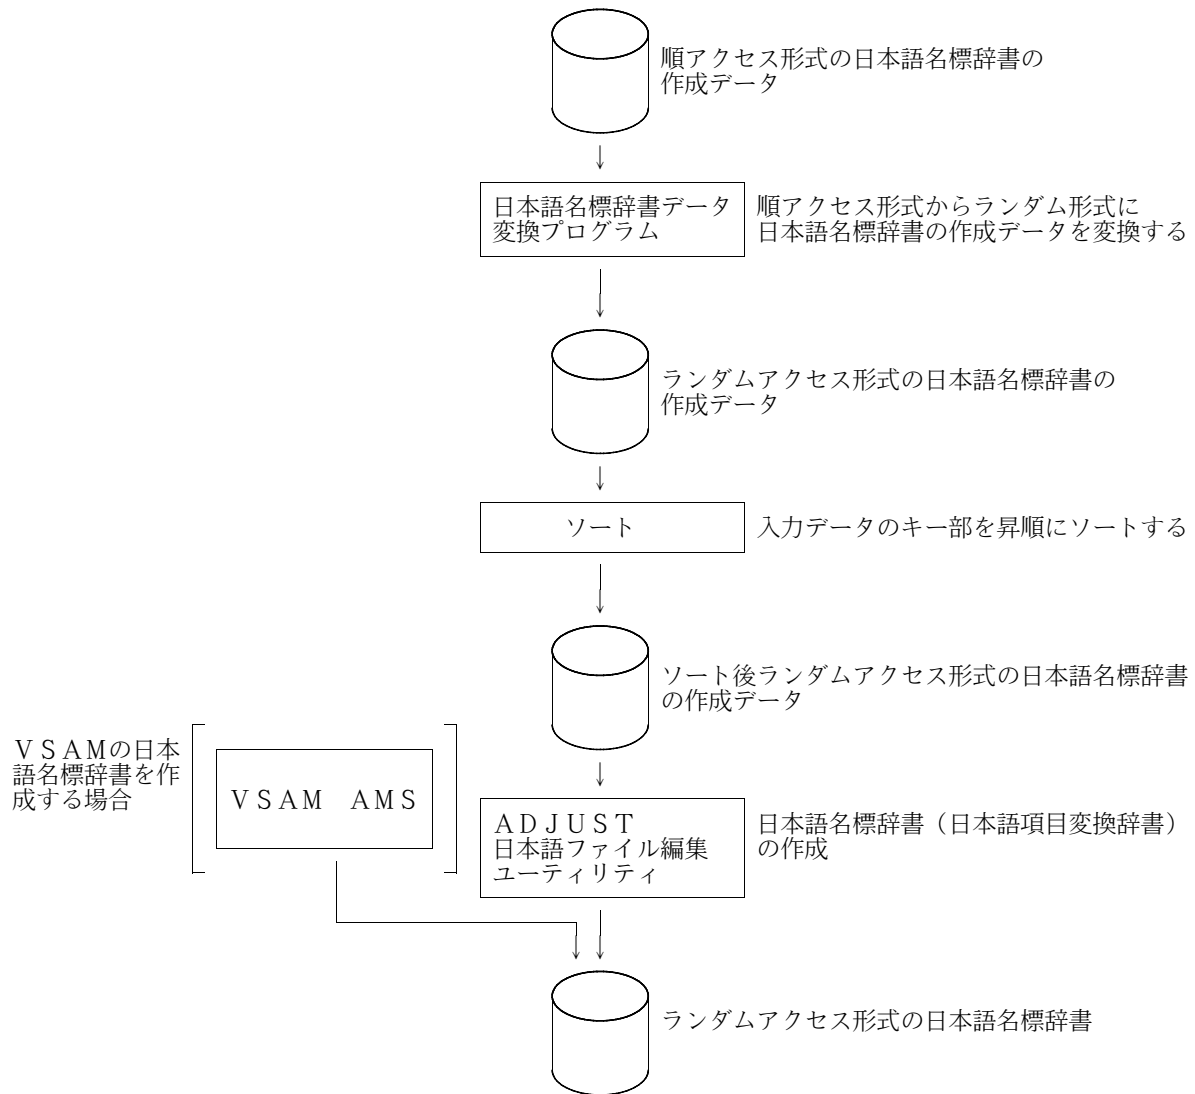 順アクセス形式の日本語名標辞書の
作成データ
日本語名標辞書データ
変換プログラム
順アクセス形式からランダム形式に
日本語名標辞書の作成データを変換する
ランダムアクセス形式の日本語名標辞書の
作成データ
ソート
入力データのキー部を昇順にソートする
ソート後ランダムアクセス形式の日本語名標辞書
の作成データ
ＶＳＡＭの日本
語名標辞書を作
成する場合
ＶＳＡＭ　ＡＭＳ
ＡＤＪＵＳＴ
日本語ファイル編集
ユーティリティ
日本語名標辞書（日本語項目変換辞書）
の作成
ランダムアクセス形式の日本語名標辞書